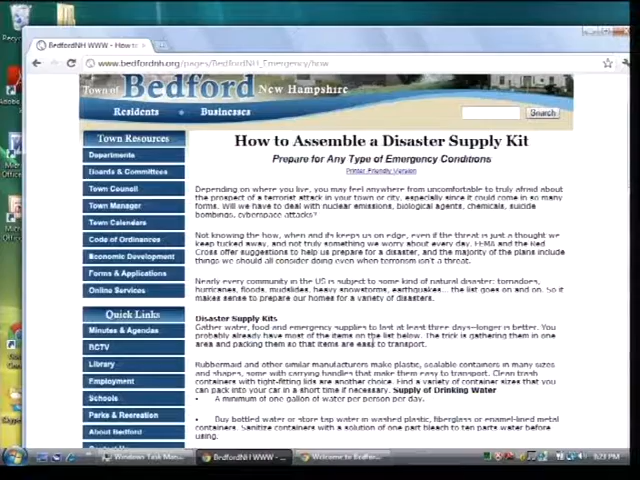 BedfordNH WWW - How to
www.bedfordnh.org/pages/BedfordNH_Emergency/how
Town of Bedford New Hampshire
Residents
Businesses
Search
Town Resources
Departments
Boards & Committees
Town Council
Town Manager
Town Calendars
Code of Ordinances
Economic Development
Forms & Applications
Online Services
Quick Links
Minutes & Agendas
BCTV
Library
Employment
Schools
Parks & Recreation
About Bedford
How to Assemble a Disaster Supply Kit
Prepare for Any Type of Emergency Conditions
Printer Friendly Version
Depending on where you live, you may feel anywhere from uncomfortable to truly afraid about
the prospect of a terrorist attack in your town or city, especially since it could come in so many
forms. Will we have to deal with nuclear emissions, biological agents, chemicals, suicide
bombings, cyberspace attacks?
Not knowing the how, when and its keeps us on edge, even if the threat is just a thought we
keep tucked away, and not truly something we worry about every day. FEMA and the Red
Cross offer suggestions to help us prepare for a disaster, and the majority of the plans include
things we should all consider doing even when terrorism isn't a threat.
Nearly every community in the US is subject to some kind of natural disaster: tornadoes,
hurricanes, floods, mudslides, heavy snowstorms, earthquakes... the list goes on and on. So it
makes sense to prepare our homes for a variety of disasters.
Disaster Supply Kits
Gather water, food and emergency supplies to last at least three days--longer is better. You
probably already have most of the items on the list below. The trick is gathering them in one
area and packing them so that items are easy to transport.
Rubbermaid and other similar manufacturers make plastic, sealable containers in many sizes
and shapes, some with carrying handles that make them easy to transport. Clean trash
containers with tight-fitting lids are another choice. Find a variety of container sizes that you
can pack into your car in a short time if necessary. Supply of Drinking Water
• A minimum of one gallon of water per person per day.
• Buy bottled water or store tap water in washed plastic, fiberglass or enamel-lined metal
containers. Sanitize containers with a solution of one part bleach to ten parts water before
using.
Windows Task Man...
BedfordNH WWW - ...
Welcome to Bedfor...
3:23 PM